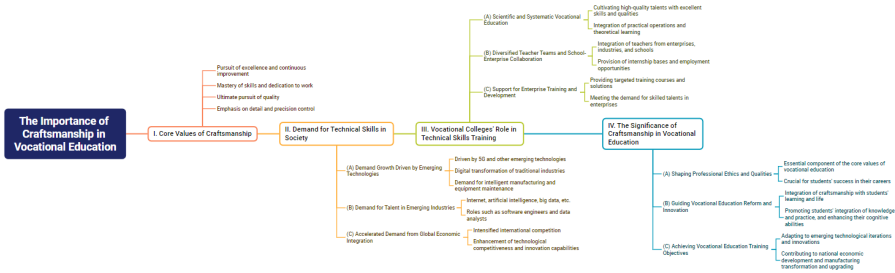 The Importance of
Craftsmanship in
Vocational Education
I. Core Values of Craftsmanship
Pursuit of excellence and continuous
improvement
Mastery of skills and dedication to work
Ultimate pursuit of quality
Emphasis on detail and precision control
II. Demand for Technical Skills in
Society
(A) Demand Growth Driven by Emerging
Technologies
Driven by 5G and other emerging technologies
Digital transformation of traditional industries
Demand for intelligent manufacturing and
equipment maintenance
(B) Demand for Talent in Emerging Industries
Internet, artificial intelligence, big data, etc.
Roles such as software engineers and data
analysts
(C) Accelerated Demand from Global Economic
Integration
Intensified international competition
Enhancement of technological
competitiveness and innovation capabilities
III. Vocational Colleges' Role in
Technical Skills Training
(A) Scientific and Systematic Vocational
Education
Cultivating high-quality talents with excellent
skills and qualities
Integration of practical operations and
theoretical learning
(B) Diversified Teacher Teams and School-
Enterprise Collaboration
Integration of teachers from enterprises,
industries, and schools
Provision of internship bases and employment
opportunities
(C) Support for Enterprise Training and
Development
Providing targeted training courses and
solutions
Meeting the demand for skilled talents in
enterprises
IV. The Significance of
Craftsmanship in Vocational
Education
(A) Shaping Professional Ethics and Qualities
Essential component of the core values of
vocational education
Crucial for students' success in their careers
(B) Guiding Vocational Education Reform and
Innovation
Integration of craftsmanship with students'
learning and life
Promoting students' integration of knowledge
and practice, and enhancing their cognitive
abilities
(C) Achieving Vocational Education Training
Objectives
Adapting to emerging technological iterations
and innovations
Contributing to national economic
development and manufacturing
transformation and upgrading